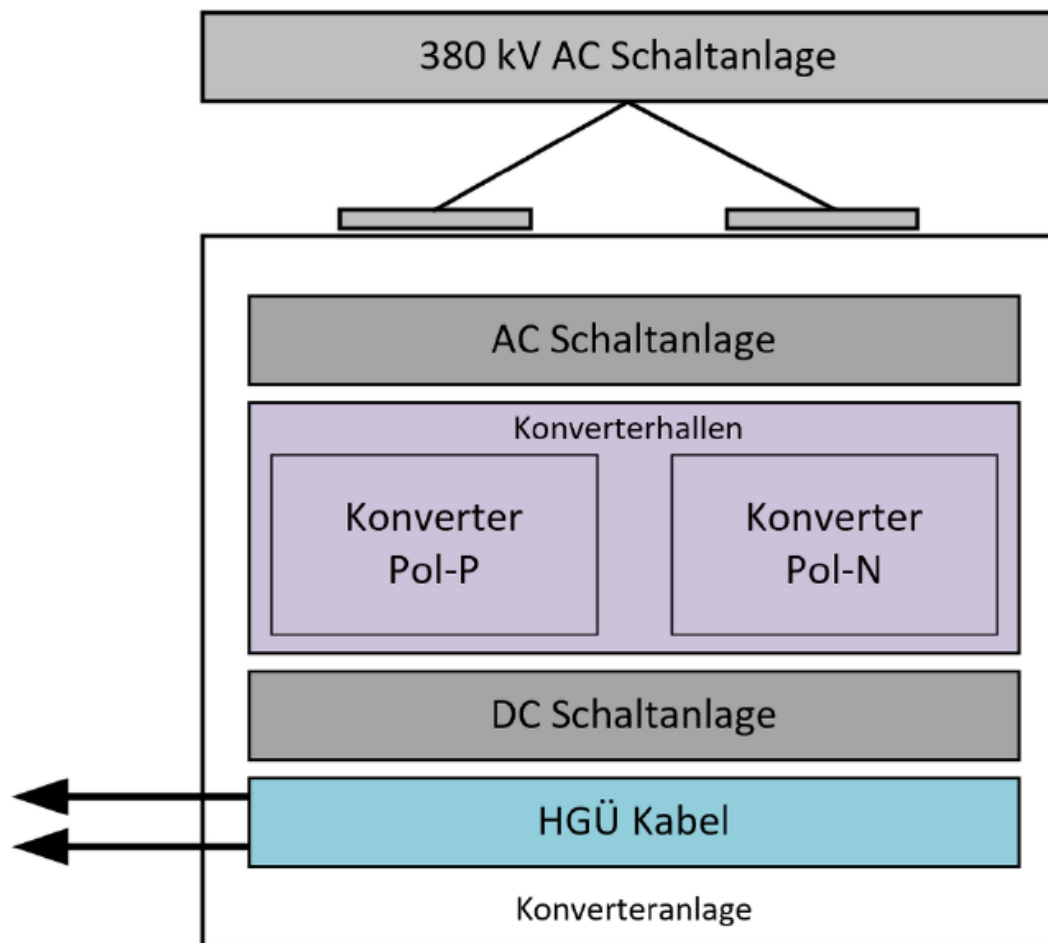 380 kV AC Schaltanlage
AC Schaltanlage
Konverterhallen
Konverter
Pol-P
Konverter
Pol-N
DC Schaltanlage
HGÜ Kabel
Konverteranlage